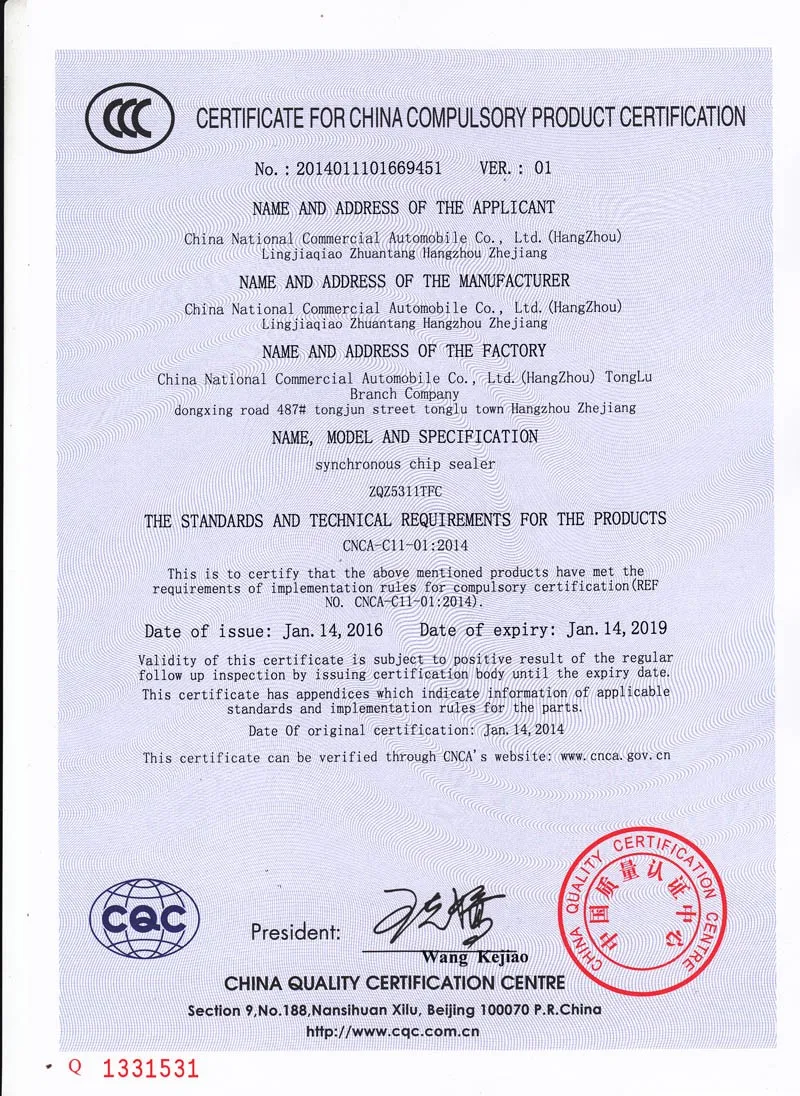 CCC CERTIFICATE FOR CHINA COMPULSORY PRODUCT CERTIFICATION
No. : 2014011101669451 VER. : 01
NAME AND ADDRESS OF THE APPLICANT
China National Commercial Automobile Co., Ltd. (HangZhou)
Lingjiaqiao Zhuantang Hangzhou Zhejiang
NAME AND ADDRESS OF THE MANUFACTURER
China National Commercial Automobile Co., Ltd. (HangZhou)
Lingjiaqiao Zhuantang Hangzhou Zhejiang
NAME AND ADDRESS OF THE FACTORY
China National Commercial Automobile Co., Ltd. (HangZhou) TongLu
Branch Company
dongxing road 487# tongjun street tonglu town Hangzhou Zhejiang
NAME, MODEL AND SPECIFICATION
synchronous chip sealer
ZQZ5311TFC
THE STANDARDS AND TECHNICAL REQUIREMENTS FOR THE PRODUCTS
CNCA-C11-01:2014
This is to certify that the above mentioned products have met the
requirements of implementation rules for compulsory certification(REF
NO. CNCA-C11-01:2014).
Date of issue: Jan. 14, 2016 Date of expiry: Jan. 14, 2019
Validity of this certificate is subject to positive result of the regular
follow up inspection by issuing certification body until the expiry date.
This certificate has appendices which indicate information of applicable
standards and implementation rules for the parts.
Date Of original certification: Jan. 14, 2014
This certificate can be verified through CNCA's website: www.cnca.gov.cn
CQC
President:
王克娇
Wang Kejiao
CHINA QUALITY CERTIFICATION CENTRE
中国质量认证中心
CHINA QUALITY CERTIFICATION CENTRE
Section 9,No.188,Nansihuan Xilu, Beijing 100070 P.R.China
http://www.cqc.com.cn
Q 1331531